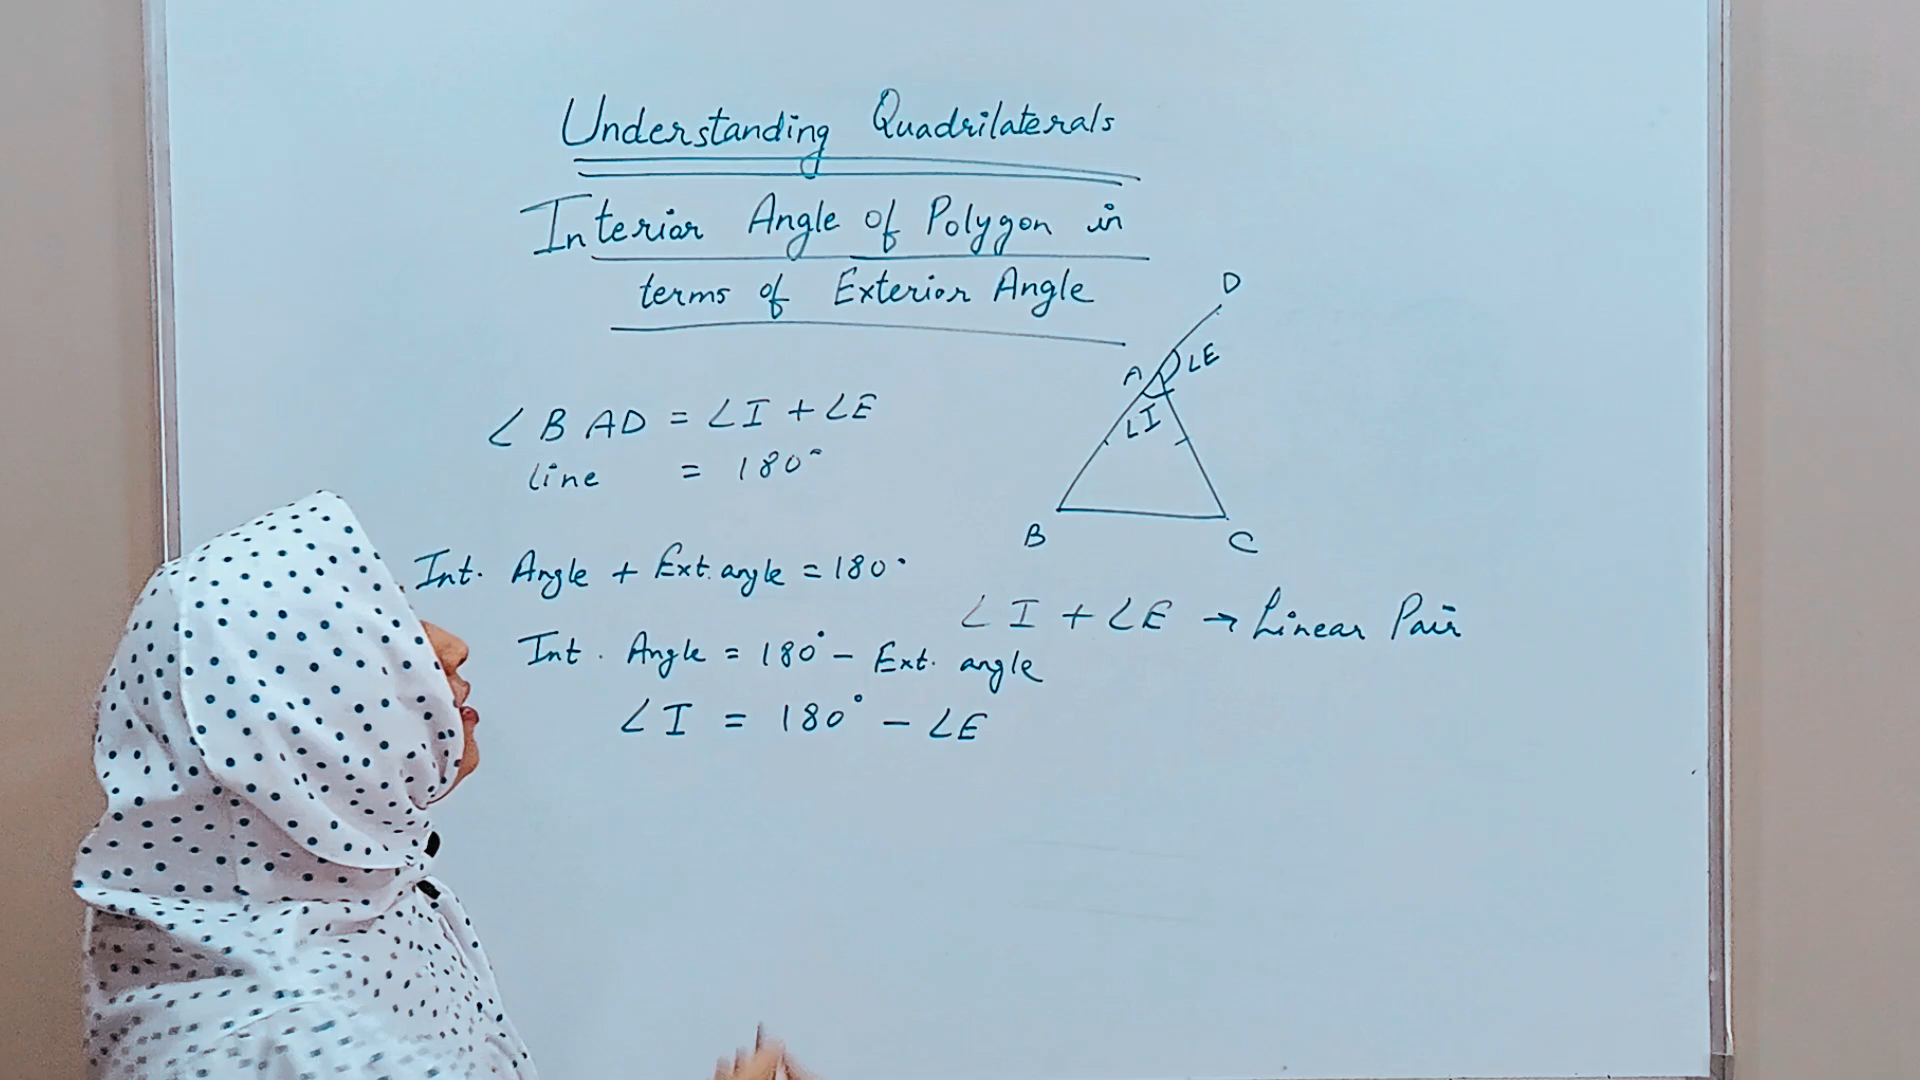 Understanding Quadrilaterals
Interior Angle of Polygon in
terms of Exterior Angle
D
A
∠E
∠I
B
C
∠BAD = ∠I + ∠E
line = 180°
Int. Angle + Ext. angle = 180°
∠I + ∠E → Linear Pair
Int. Angle = 180° - Ext. angle
∠I = 180° - ∠E